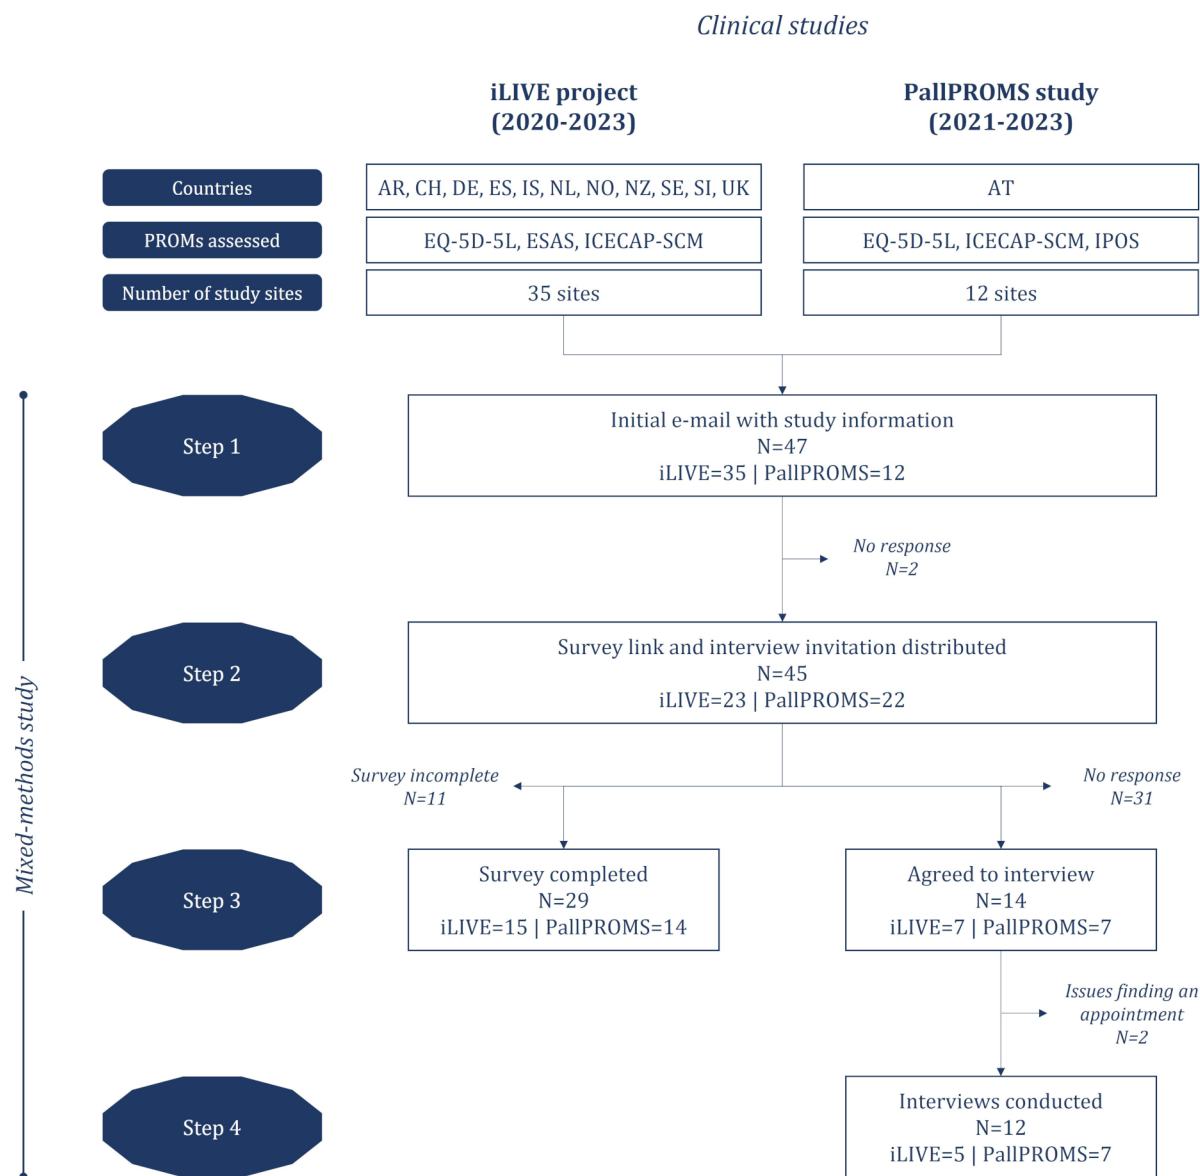 Clinical studies
iLIVE project
(2020-2023)
PallPROMS study
(2021-2023)
Countries
AR, CH, DE, ES, IS, NL, NO, NZ, SE, SI, UK
AT
PROMs assessed
EQ-5D-5L, ESAS, ICECAP-SCM
EQ-5D-5L, ICECAP-SCM, IPOS
Number of study sites
35 sites
12 sites
Mixed-methods study
Step 1
Initial e-mail with study information
N=47
iLIVE=35 | PallPROMS=12
No response
N=2
Step 2
Survey link and interview invitation distributed
N=45
iLIVE=23 | PallPROMS=22
Survey incomplete
N=11
No response
N=31
Step 3
Survey completed
N=29
iLIVE=15 | PallPROMS=14
Agreed to interview
N=14
iLIVE=7 | PallPROMS=7
Issues finding an
appointment
N=2
Step 4
Interviews conducted
N=12
iLIVE=5 | PallPROMS=7